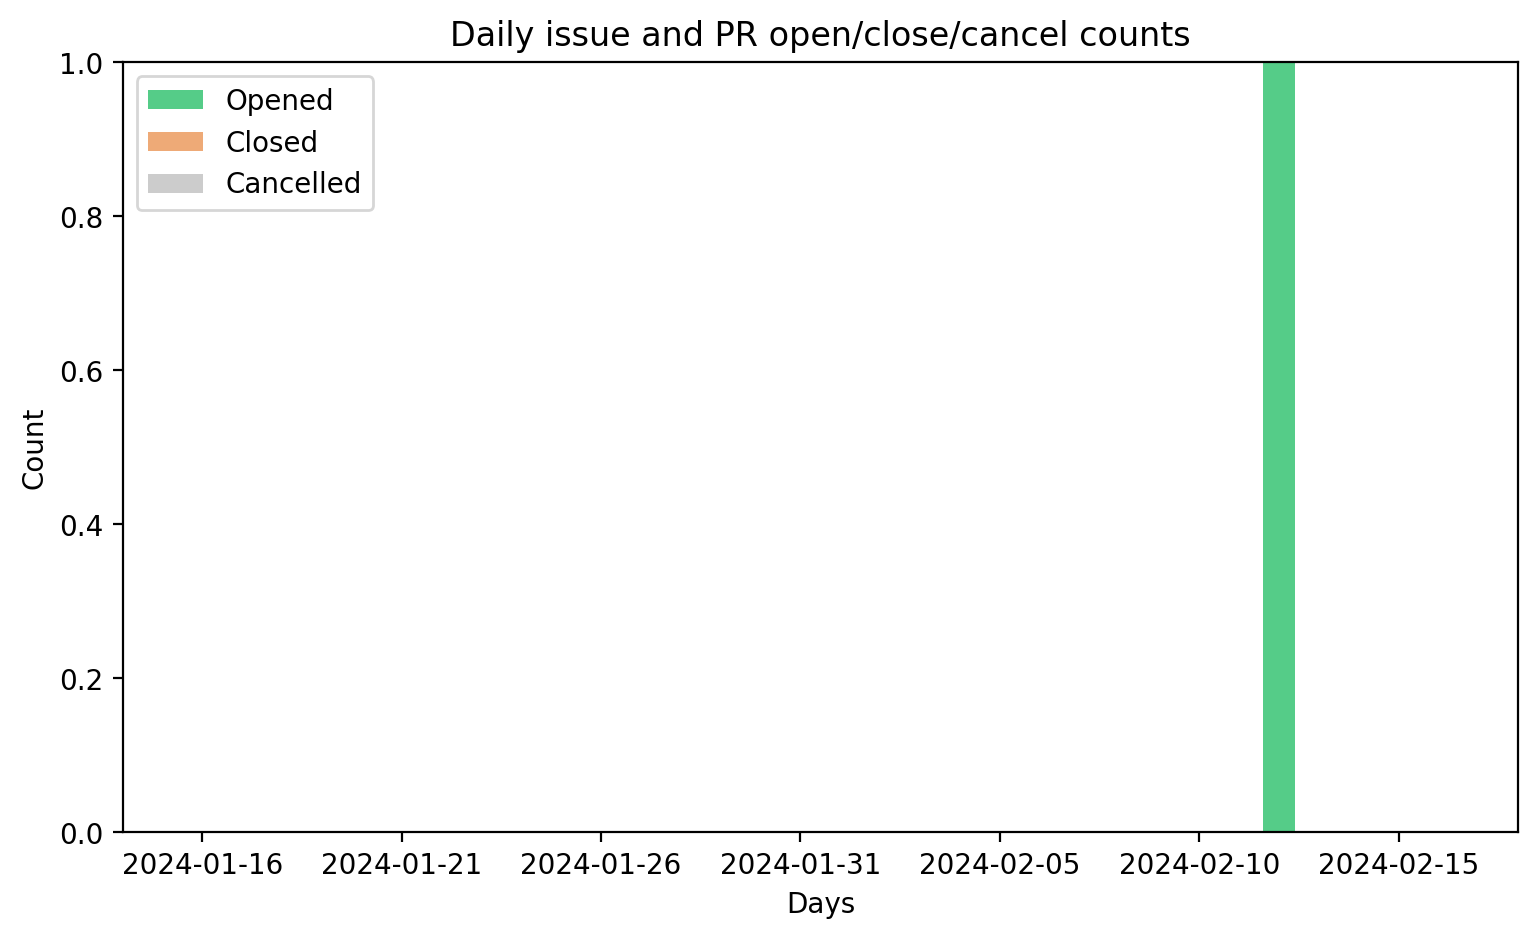 Daily issue and PR open/close/cancel counts
1.0
0.8
0.6
0.4
0.2
0.0
Count
Opened
Closed
Cancelled
2024-01-16 2024-01-21 2024-01-26 2024-01-31 2024-02-05 2024-02-10 2024-02-15
Days